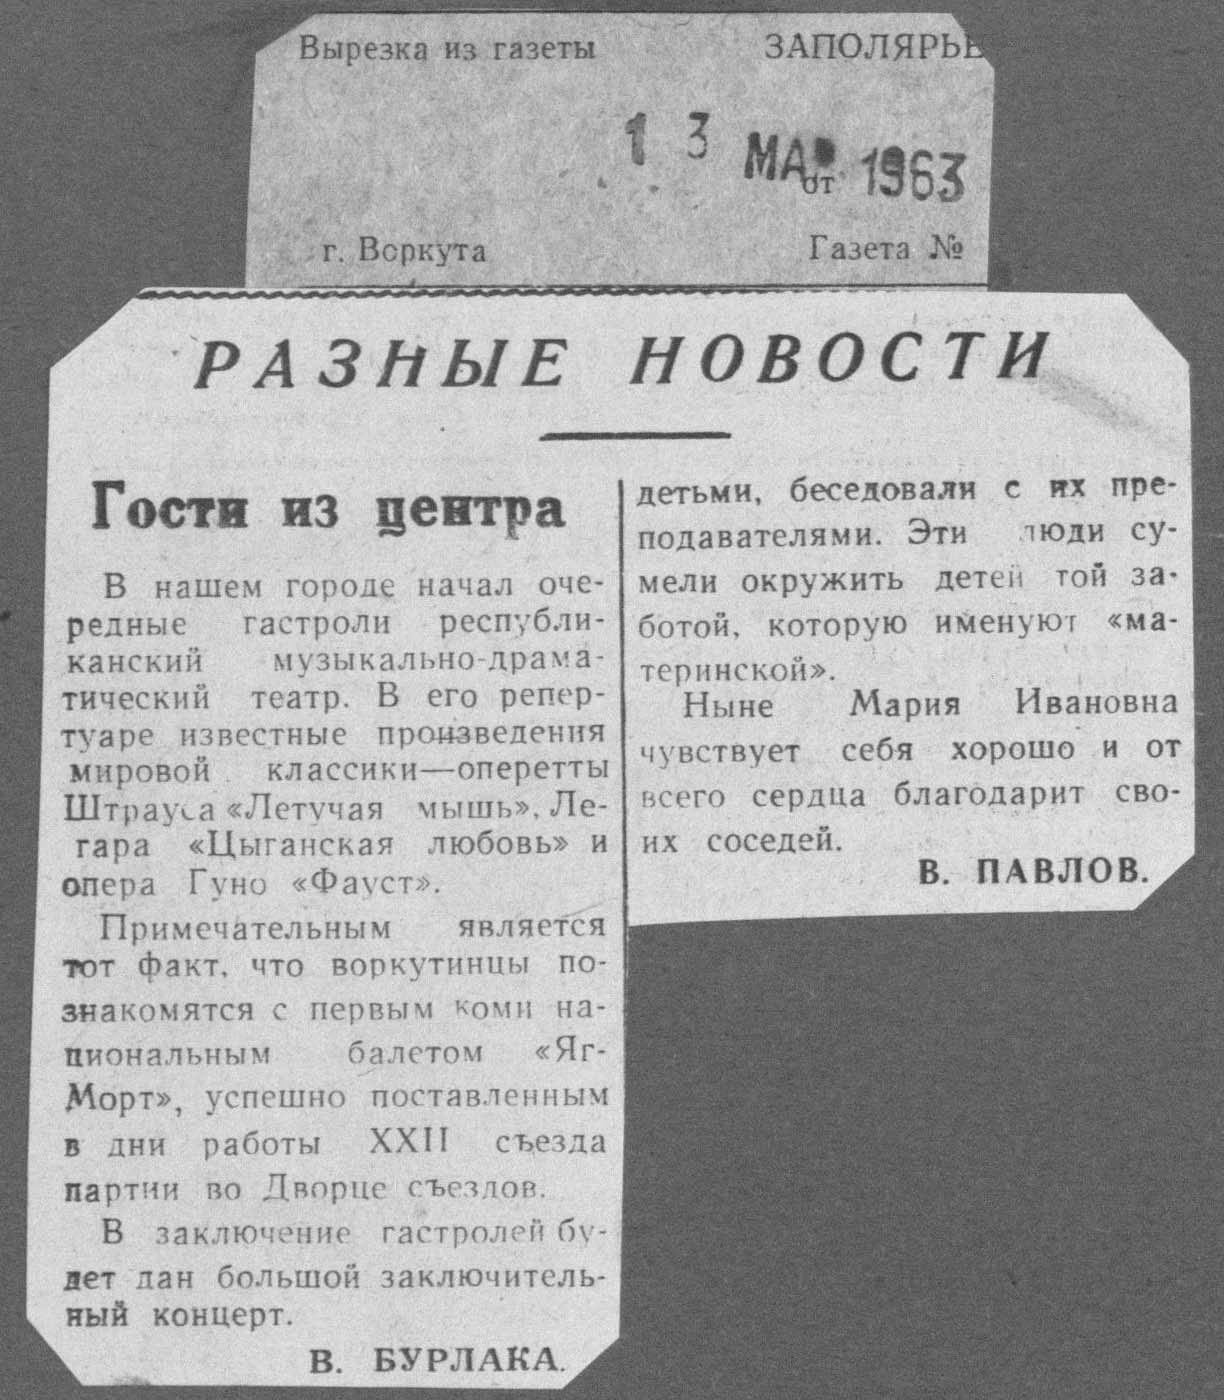 Вырезка из газеты ЗАПОЛЯРЬЕ
13 МАР 1963
от
г. Воркута Газета №
РАЗНЫЕ НОВОСТИ
Гости из центра
В нашем городе начал оче-
редные гастроли республи-
канский музыкально-драма-
тический театр. В его репер-
туаре известные произведения
мировой классики—оперетты
Штрауса «Летучая мышь», Ле-
гара «Цыганская любовь» и
опера Гуно «Фауст».
Примечательным является
тот факт, что воркутинцы по-
знакомятся с первым коми на-
циональным балетом «Яг-
Морт», успешно поставленным
в дни работы XXII съезда
партии во Дворце съездов.
В заключение гастролей бу-
дет дан большой заключитель-
ный концерт.
В. БУРЛАКА.
детьми, беседовали с их пре-
подавателями. Эти люди су-
мели окружить детей той за-
ботой, которую именуют «ма-
теринской».
Ныне Мария Ивановна
чувствует себя хорошо и от
всего сердца благодарит сво-
их соседей.
В. ПАВЛОВ.